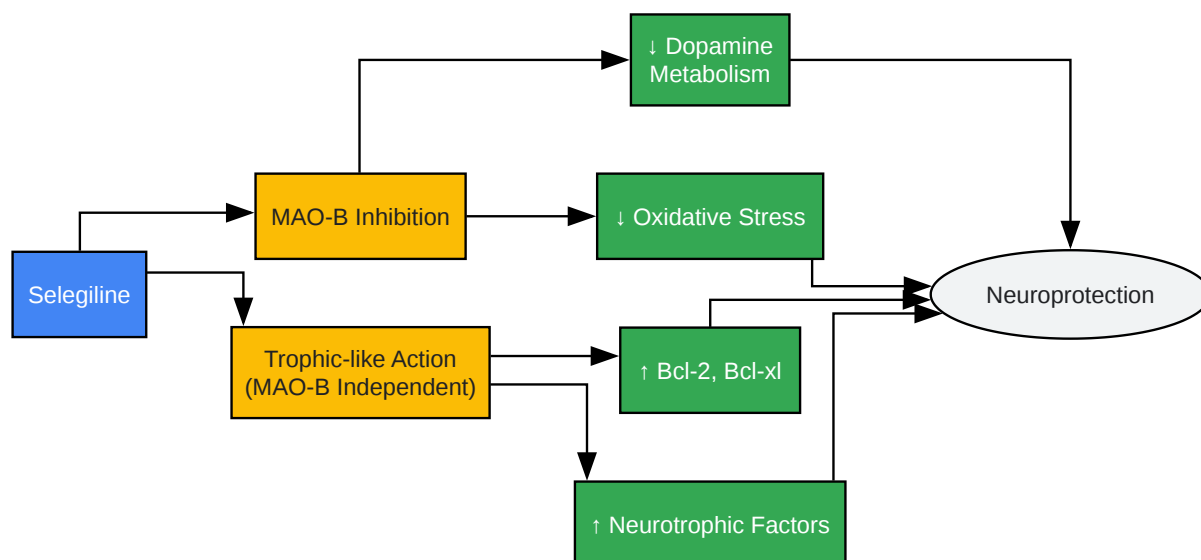 ↓ Dopamine
Metabolism
MAO-B Inhibition
↓ Oxidative Stress
Selegiline
Neuroprotection
Trophic-like Action
(MAO-B Independent)
↑ Bcl-2, Bcl-xl
↑ Neurotrophic Factors